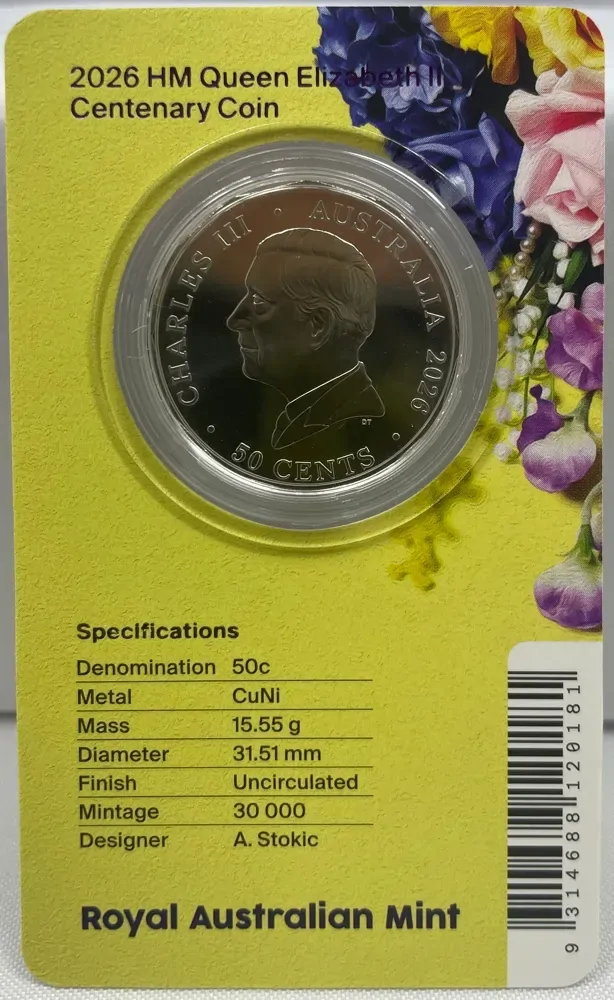 2026 HM Queen Elizabeth II
Centenary Coin
CHARLES III · AUSTRALIA 2026
· 50 CENTS ·
DT
Specifications
Denomination 50c
Metal CuNi
Mass 15.55 g
Diameter 31.51 mm
Finish Uncirculated
Mintage 30 000
Designer A. Stokic
Royal Australian Mint
9 314688 120181